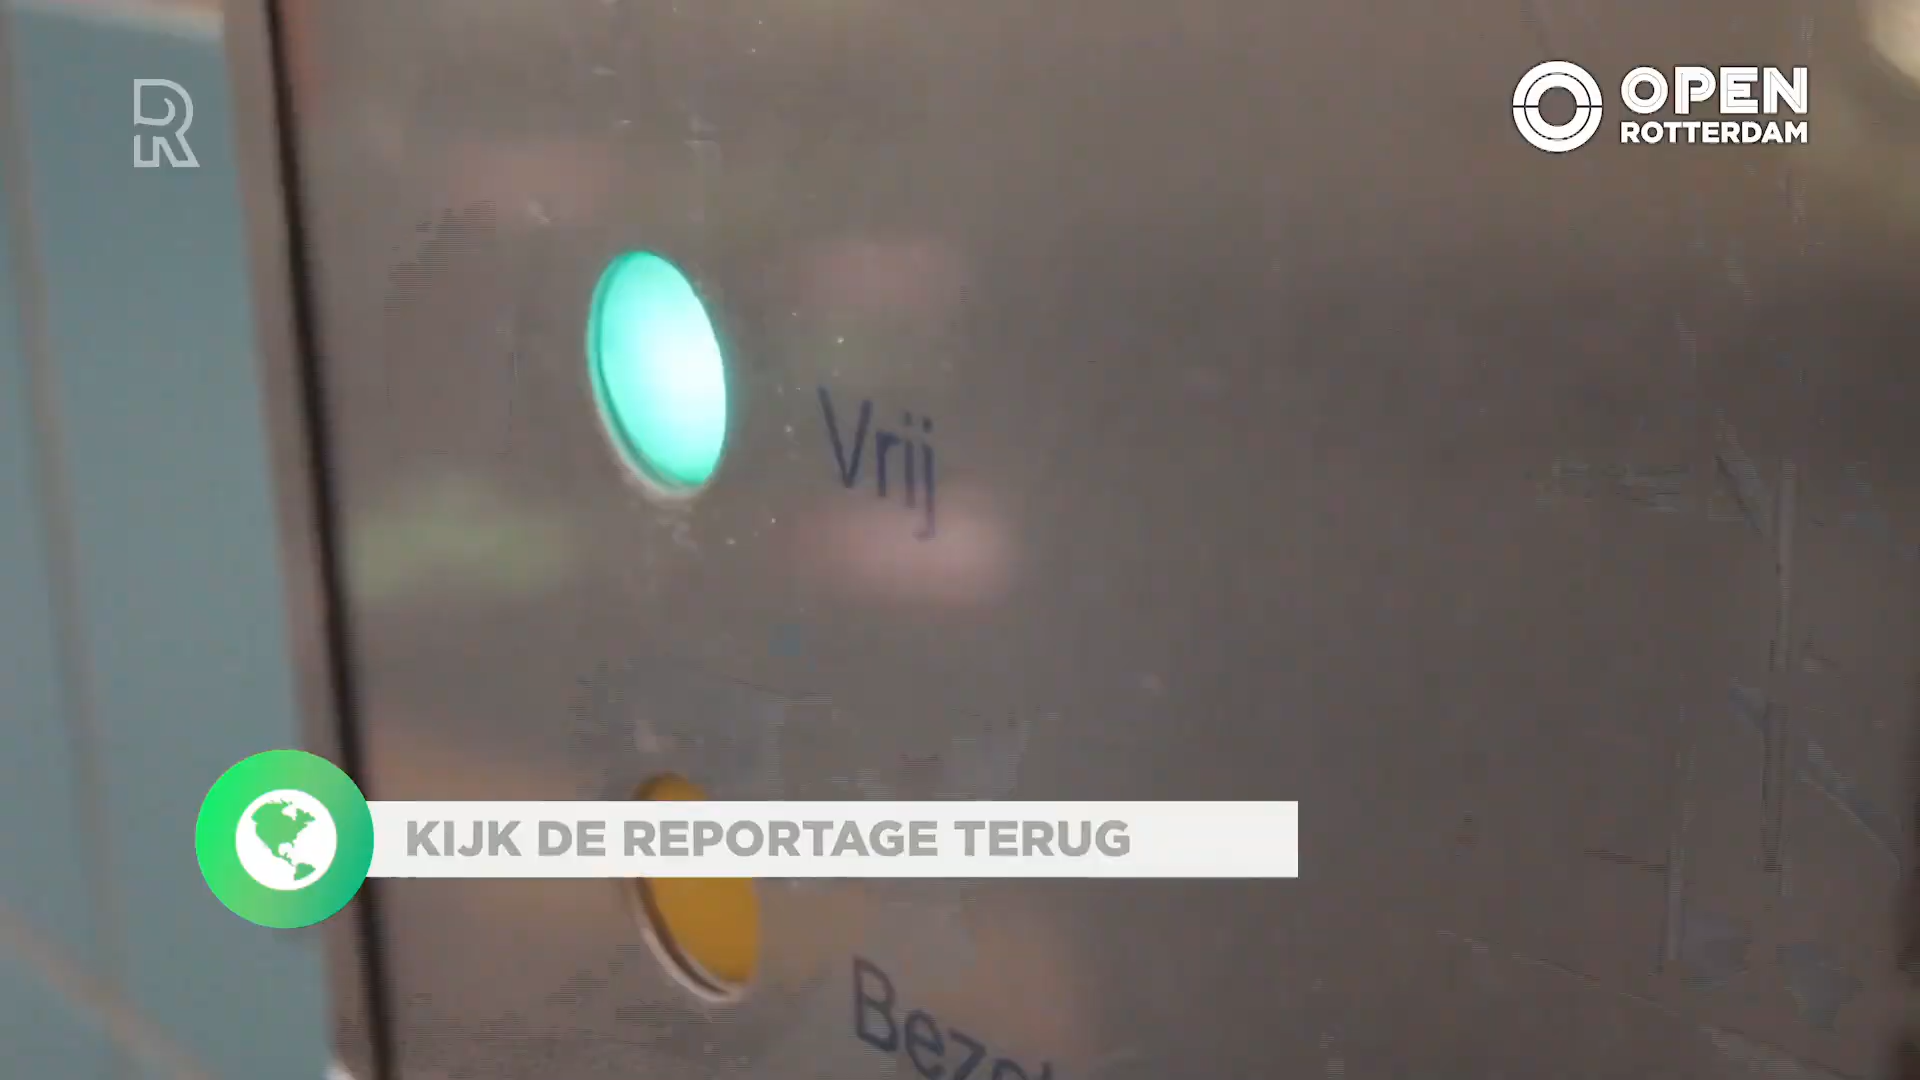 R
OPEN
ROTTERDAM
Vrij
KIJK DE REPORTAGE TERUG